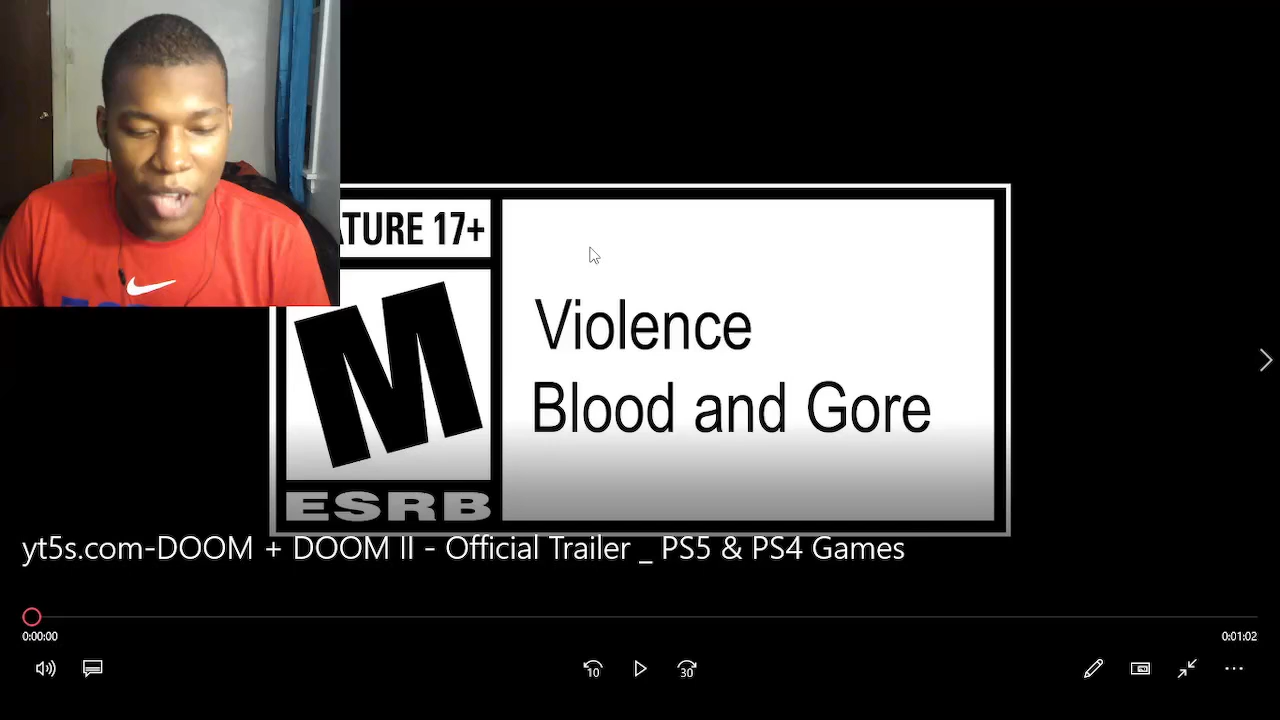 ATURE 17+
M
ESRB
Violence
Blood and Gore
yt5s.com-DOOM + DOOM II - Official Trailer _ PS5 & PS4 Games
0:00:00
0:01:02
10
30